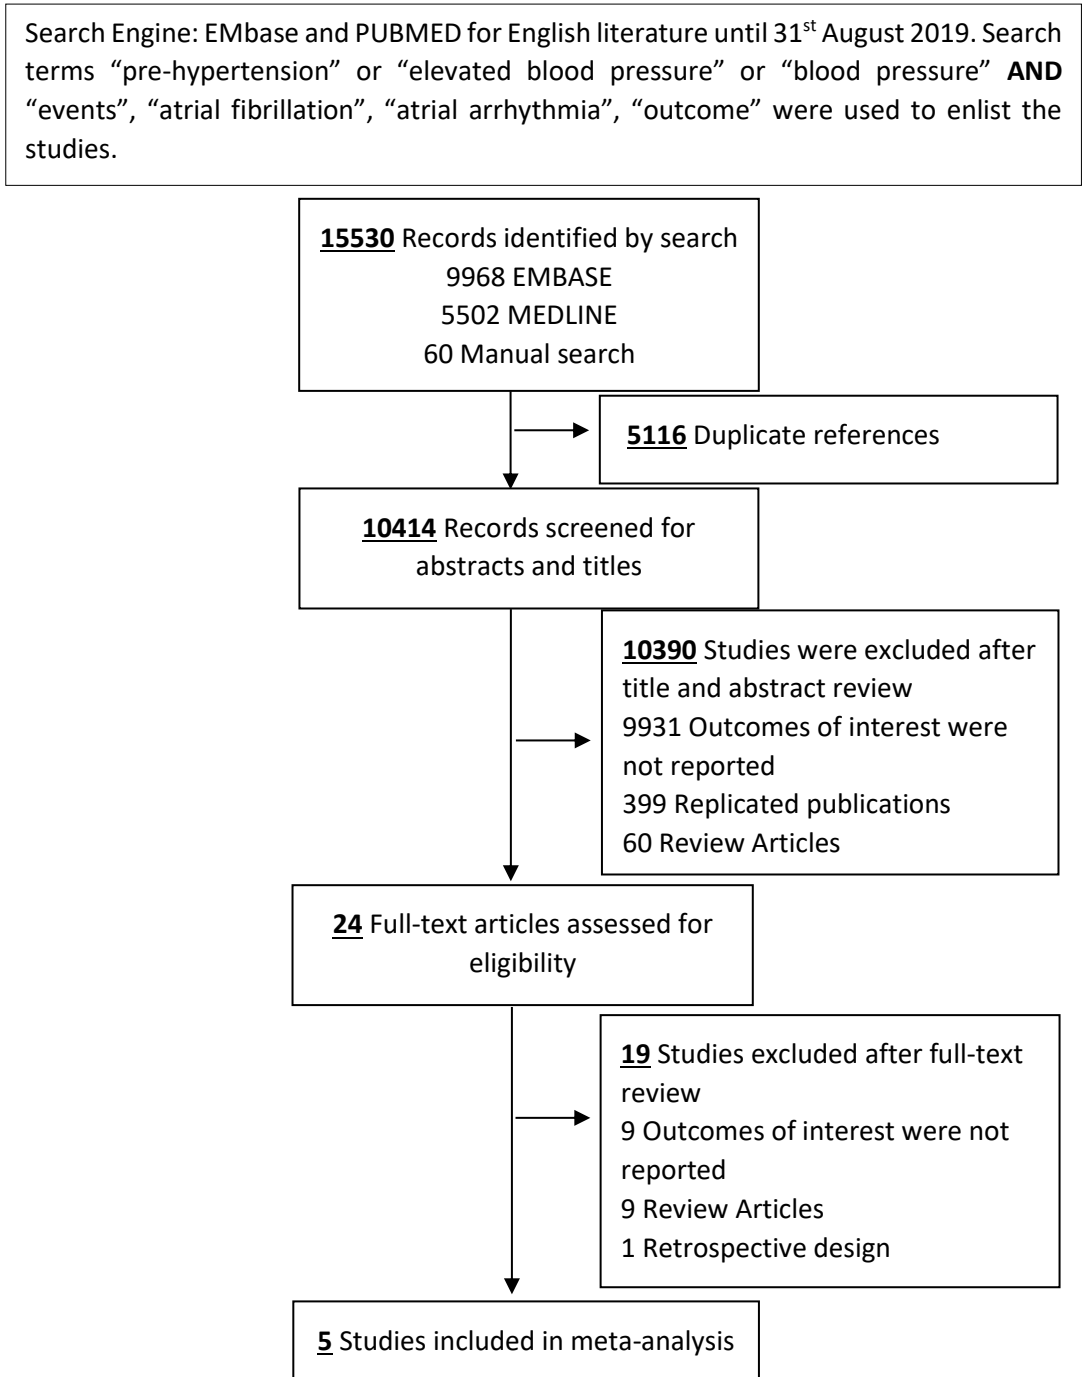 Search Engine: EMbase and PUBMED for English literature until 31st August 2019. Search
terms “pre-hypertension” or “elevated blood pressure” or “blood pressure” AND
“events”, “atrial fibrillation”, “atrial arrhythmia”, “outcome” were used to enlist the
studies.
15530 Records identified by search
9968 EMBASE
5502 MEDLINE
60 Manual search
5116 Duplicate references
10414 Records screened for
abstracts and titles
10390 Studies were excluded after
title and abstract review
9931 Outcomes of interest were
not reported
399 Replicated publications
60 Review Articles
24 Full-text articles assessed for
eligibility
19 Studies excluded after full-text
review
9 Outcomes of interest were not
reported
9 Review Articles
1 Retrospective design
5 Studies included in meta-analysis